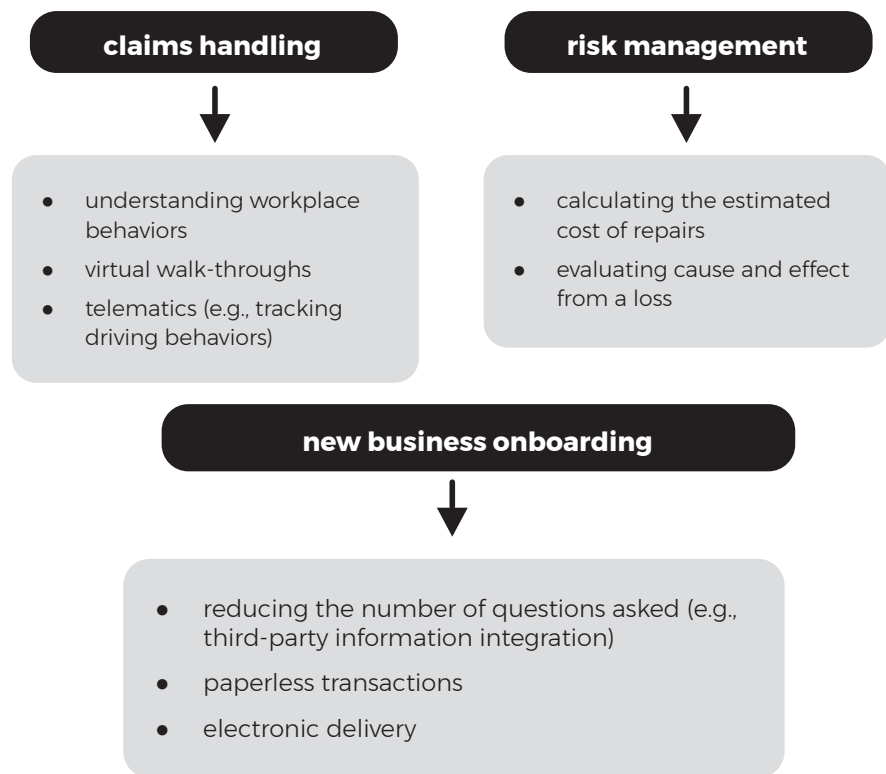 claims handling
● understanding workplace
behaviors
● virtual walk-throughs
● telematics (e.g., tracking
driving behaviors)
risk management
● calculating the estimated
cost of repairs
● evaluating cause and effect
from a loss
new business onboarding
● reducing the number of questions asked (e.g.,
third-party information integration)
● paperless transactions
● electronic delivery